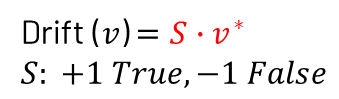 Drift (v) = S · v*
S: +1 True, −1 False